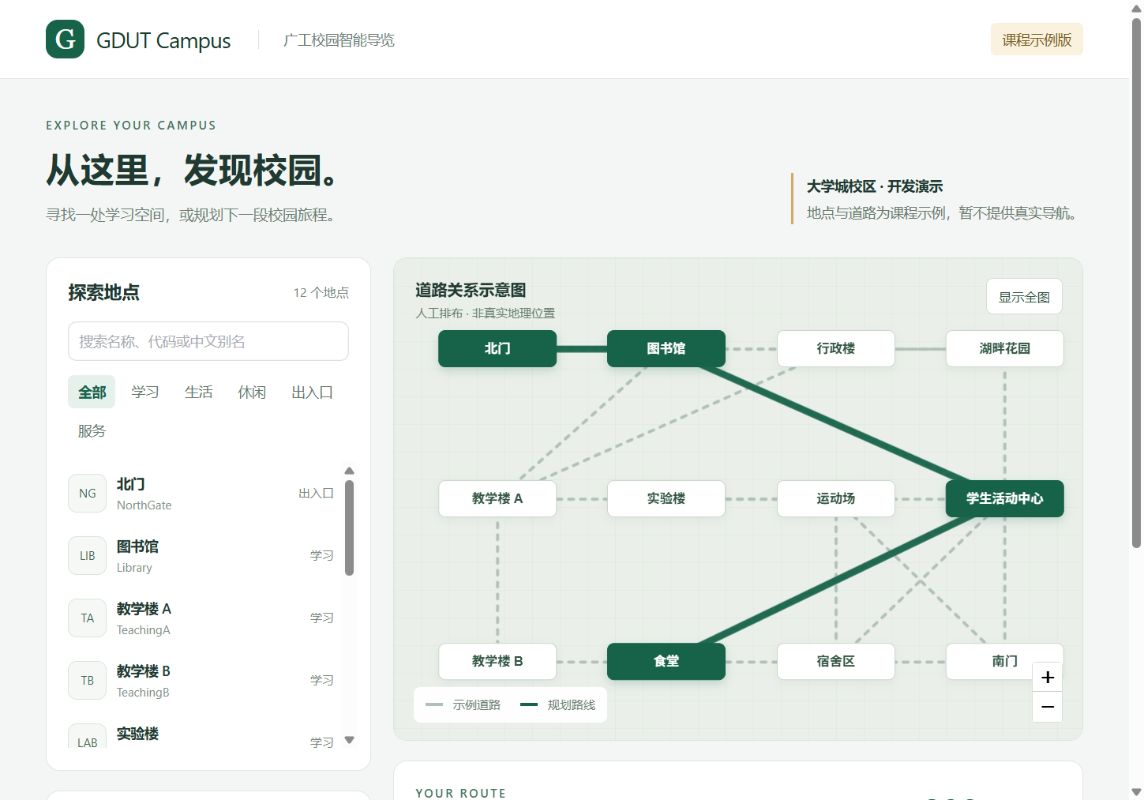 G GDUT Campus 广工校园智能导览 课程示例版
EXPLORE YOUR CAMPUS
从这里，发现校园。
寻找一处学习空间，或规划下一段校园旅程。
大学城校区 · 开发演示
地点与道路为课程示例，暂不提供真实导航。
探索地点 12 个地点
搜索名称、代码或中文别名
全部 学习 生活 休闲 出入口
服务
NG 北门 出入口
NorthGate
LIB 图书馆 学习
Library
TA 教学楼 A 学习
TeachingA
TB 教学楼 B 学习
TeachingB
LAB 实验楼 学习
道路关系示意图
人工排布 · 非真实地理位置
显示全图
北门 图书馆 行政楼 湖畔花园
教学楼 A 实验楼 运动场 学生活动中心
教学楼 B 食堂 宿舍区 南门
+
−
示例道路 规划路线
YOUR ROUTE